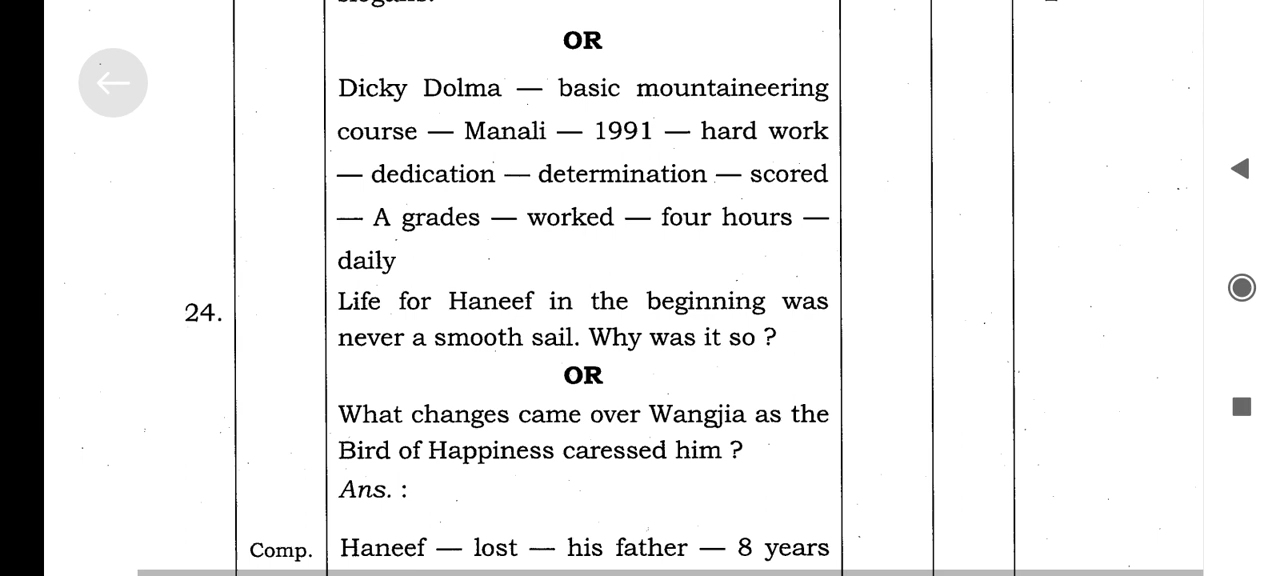 OR
Dicky Dolma — basic mountaineering
course — Manali — 1991 — hard work
— dedication — determination — scored
— A grades — worked — four hours —
daily
24.
Life for Haneef in the beginning was
never a smooth sail. Why was it so ?
OR
What changes came over Wangjia as the
Bird of Happiness caressed him ?
Ans. :
Comp. Haneef — lost — his father — 8 years